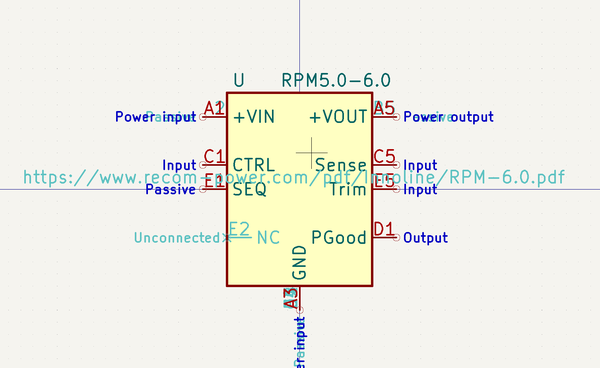 U RPM5.0-6.0
Power input A1 +VIN +VOUT A5 Power output
Input C1 CTRL Sense C5 Input
https://www.recom-power.com/pdf/Innoline/RPM-6.0.pdf
Passive E1 SEQ Trim E5 Input
Unconnected E2 NC PGood D1 Output
GND
A3
input